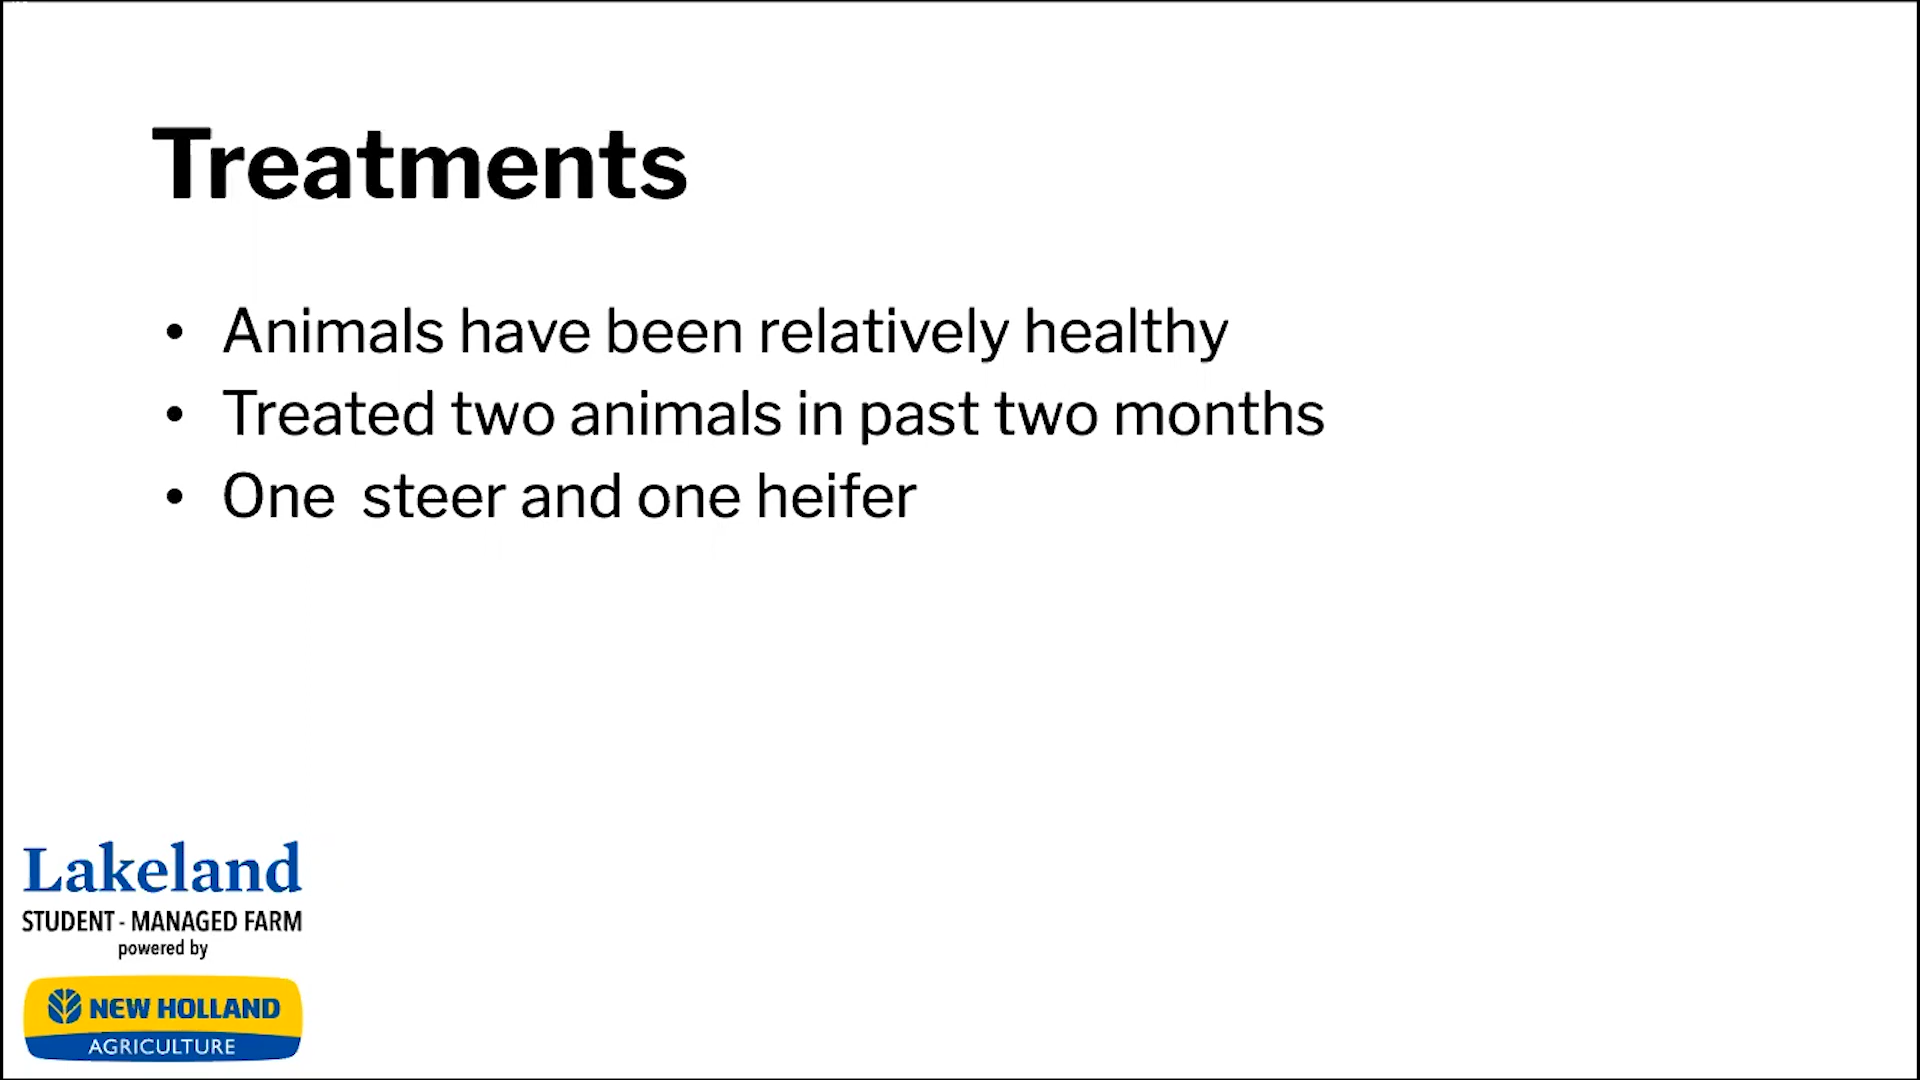 Treatments
• Animals have been relatively healthy
• Treated two animals in past two months
• One  steer and one heifer
Lakeland
STUDENT - MANAGED FARM
powered by
NEW HOLLAND
AGRICULTURE